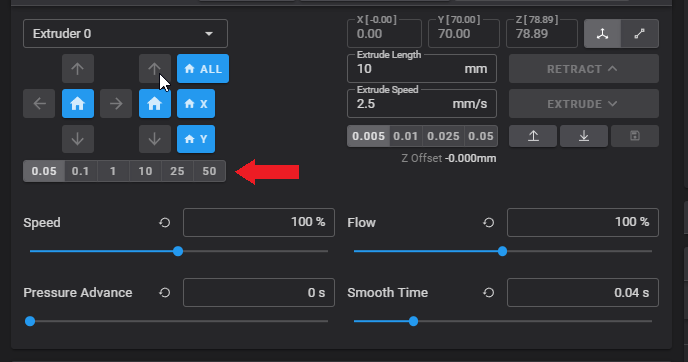 Extruder 0
X [ -0.00 ] Y [ 70.00 ] Z [ 78.89 ]
0.00 70.00 78.89
ALL
X
Y
Extrude Length
10 mm
RETRACT
Extrude Speed
2.5 mm/s
EXTRUDE
0.005 0.01 0.025 0.05
Z Offset -0.000mm
0.05 0.1 1 10 25 50
Speed 100 %
Flow 100 %
Pressure Advance 0 s
Smooth Time 0.04 s